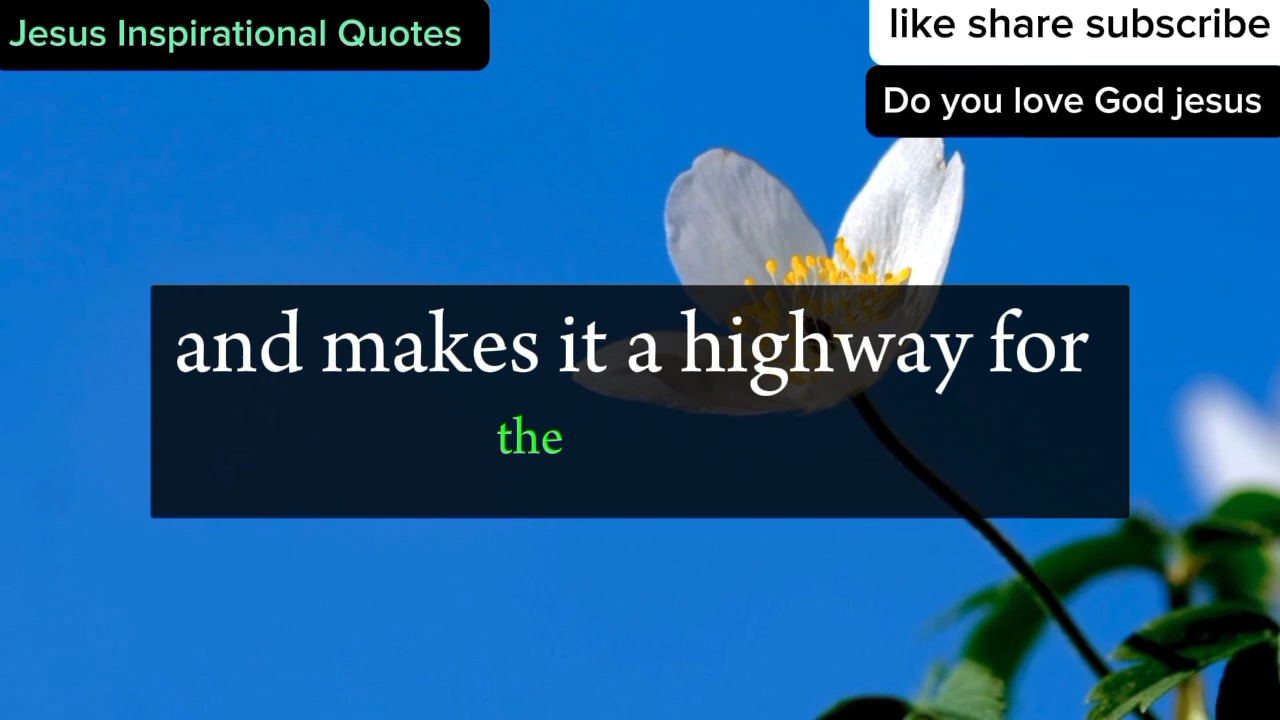 Jesus Inspirational Quotes
like share subscribe
Do you love God jesus
and makes it a highway for
the